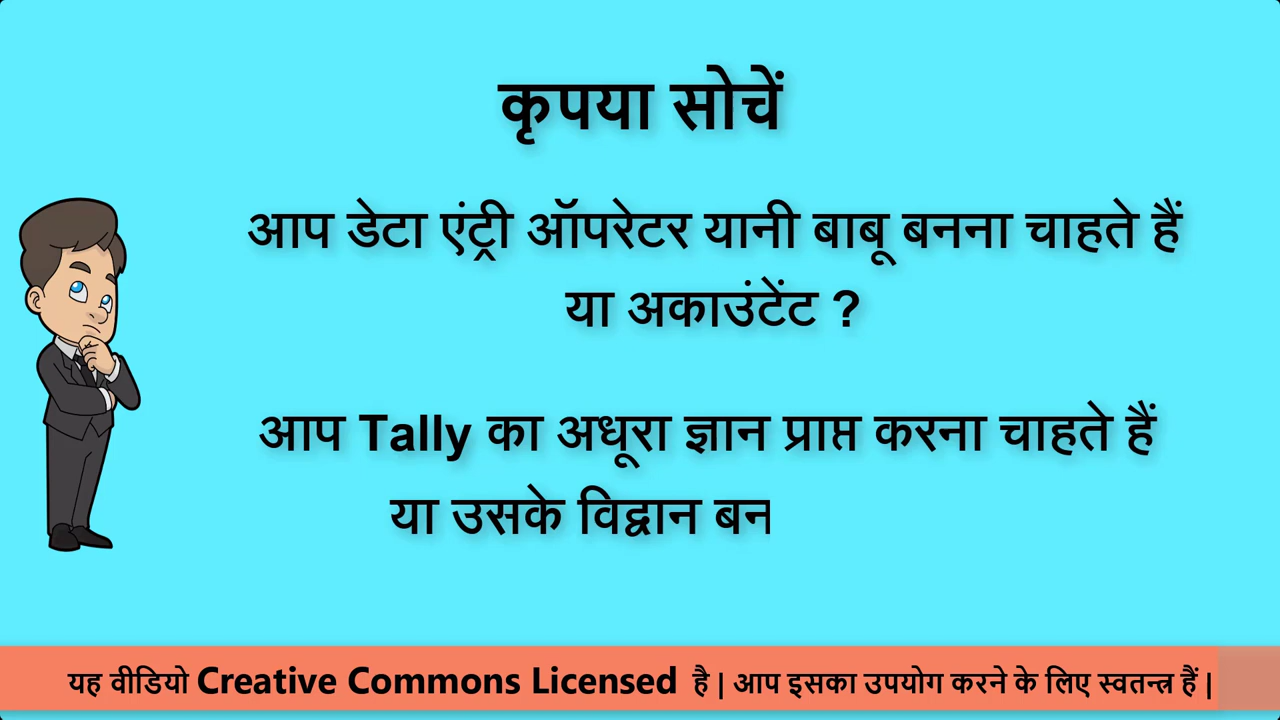 कृपया सोचें
आप डेटा एंट्री ऑपरेटर यानी बाबू बनना चाहते हैं
या अकाउंटेंट ?
आप Tally का अधूरा ज्ञान प्राप्त करना चाहते हैं
या उसके विद्वान बन
यह वीडियो Creative Commons Licensed है | आप इसका उपयोग करने के लिए स्वतन्त्र हैं |